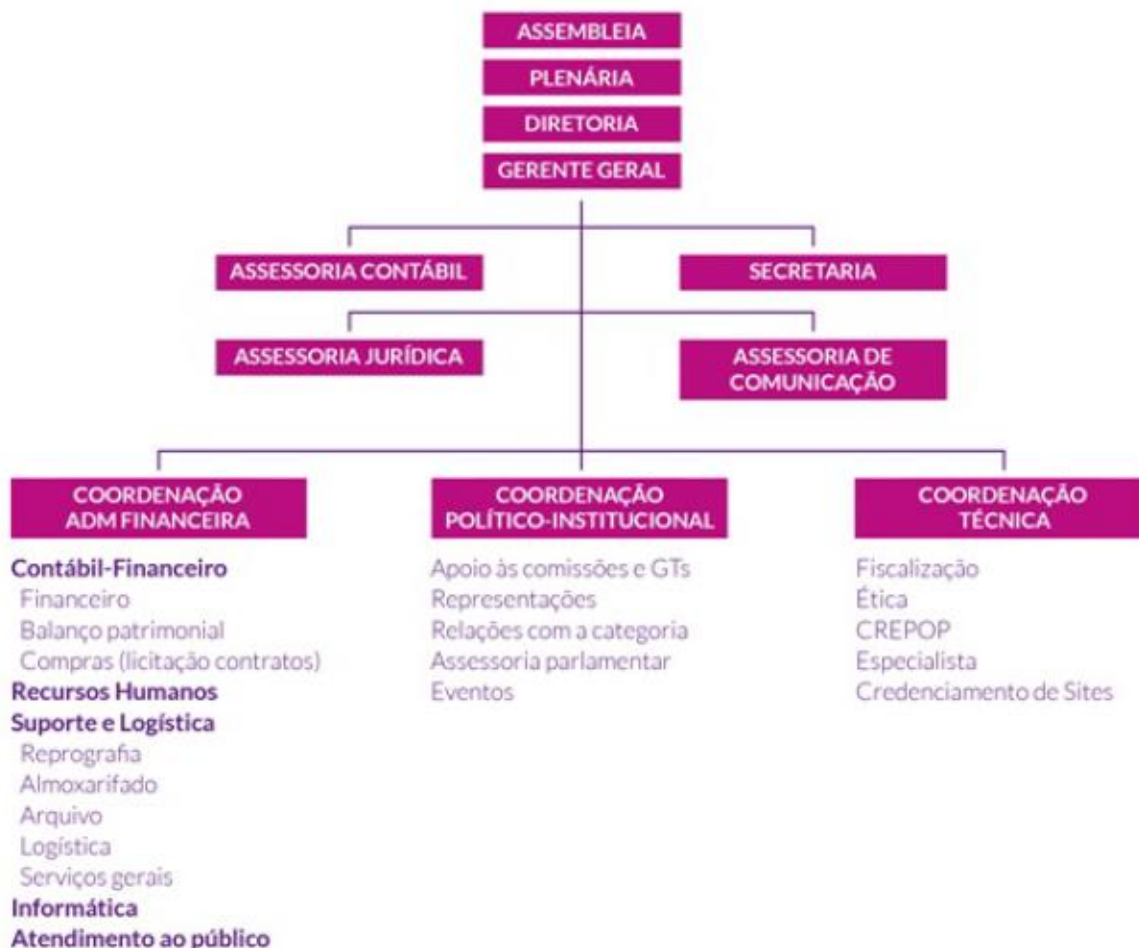 ASSEMBLEIA
PLENÁRIA
DIRETORIA
GERENTE GERAL
ASSESSORIA CONTÁBIL
SECRETARIA
ASSESSORIA JURÍDICA
ASSESSORIA DE
COMUNICAÇÃO
COORDENAÇÃO
ADM FINANCEIRA
Contábil-Financeiro
Financeiro
Balanço patrimonial
Compras (licitação contratos)
Recursos Humanos
Suporte e Logística
Reprografia
Almoxarifado
Arquivo
Logística
Serviços gerais
Informática
Atendimento ao público
COORDENAÇÃO
POLÍTICO-INSTITUCIONAL
Apoio às comissões e GTs
Representações
Relações com a categoria
Assessoria parlamentar
Eventos
COORDENAÇÃO
TÉCNICA
Fiscalização
Ética
CREPOP
Especialista
Credenciamento de Sites